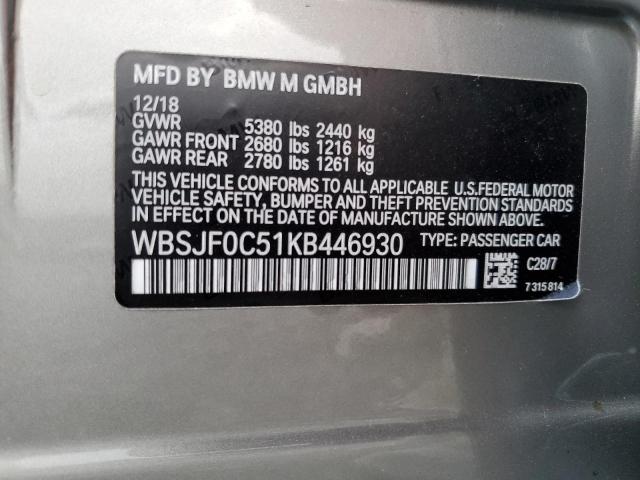 MFD BY BMW M GMBH
12/18
GVWR 5380 lbs 2440 kg
GAWR FRONT 2680 lbs 1216 kg
GAWR REAR 2780 lbs 1261 kg
THIS VEHICLE CONFORMS TO ALL APPLICABLE U.S.FEDERAL MOTOR
VEHICLE SAFETY, BUMPER AND THEFT PREVENTION STANDARDS
IN EFFECT ON THE DATE OF MANUFACTURE SHOWN ABOVE.
WBSJF0C51KB446930 TYPE: PASSENGER CAR
C28/7
7315814